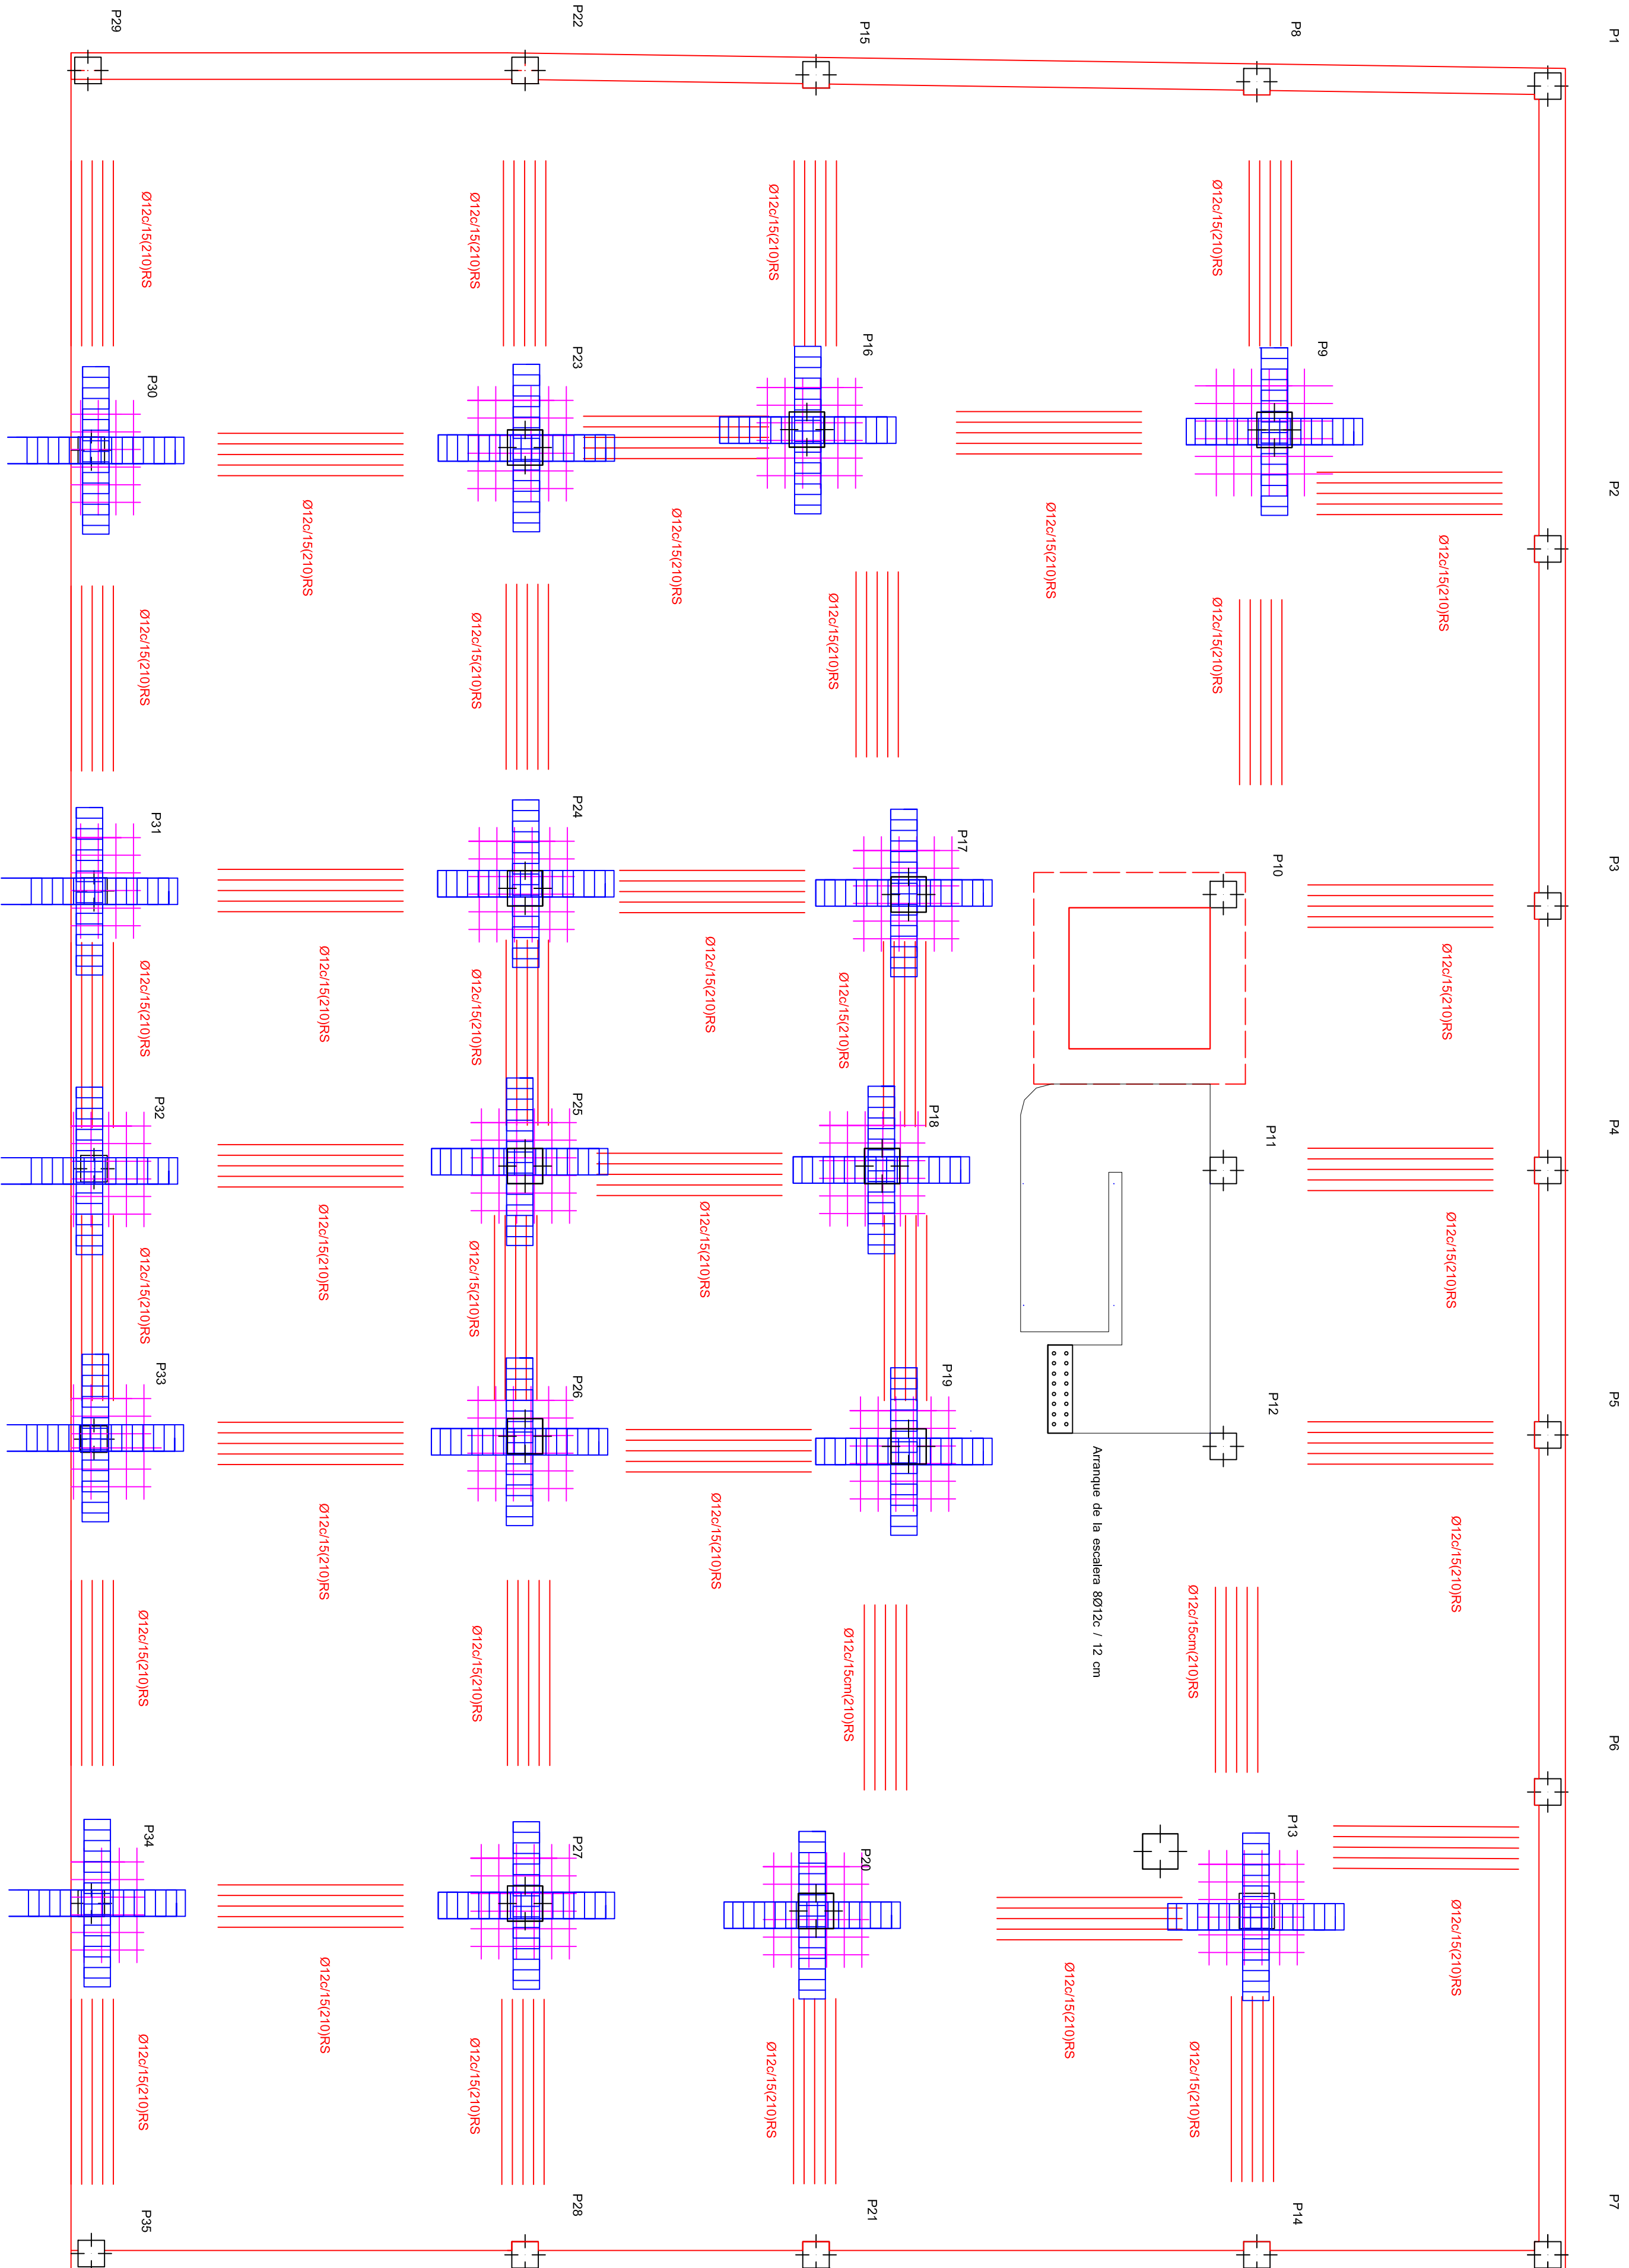 P1
P2
P3
P4
P5
P6
P7
Ø12c/15(210)RS
Ø12c/15(210)RS
Ø12c/15(210)RS
Ø12c/15(210)RS
Ø12c/15(210)RS
P8
P9
P10
P11
P12
P13
P14
Ø12c/15(210)RS
Ø12c/15(210)RS
Ø12c/15cm(210)RS
Ø12c/15(210)RS
Arranque de la escalera 8Ø12c / 12 cm
Ø12c/15(210)RS
Ø12c/15(210)RS
P15
P16
P17
P18
P19
P20
P21
Ø12c/15(210)RS
Ø12c/15(210)RS
Ø12c/15(210)RS
Ø12c/15cm(210)RS
Ø12c/15(210)RS
Ø12c/15(210)RS
Ø12c/15(210)RS
Ø12c/15(210)RS
Ø12c/15(210)RS
P22
P23
P24
P25
P26
P27
P28
Ø12c/15(210)RS
Ø12c/15(210)RS
Ø12c/15(210)RS
Ø12c/15(210)RS
Ø12c/15(210)RS
Ø12c/15(210)RS
Ø12c/15(210)RS
Ø12c/15(210)RS
Ø12c/15(210)RS
Ø12c/15(210)RS
Ø12c/15(210)RS
P29
P30
P31
P32
P33
P34
P35
Ø12c/15(210)RS
Ø12c/15(210)RS
Ø12c/15(210)RS
Ø12c/15(210)RS
Ø12c/15(210)RS
Ø12c/15(210)RS